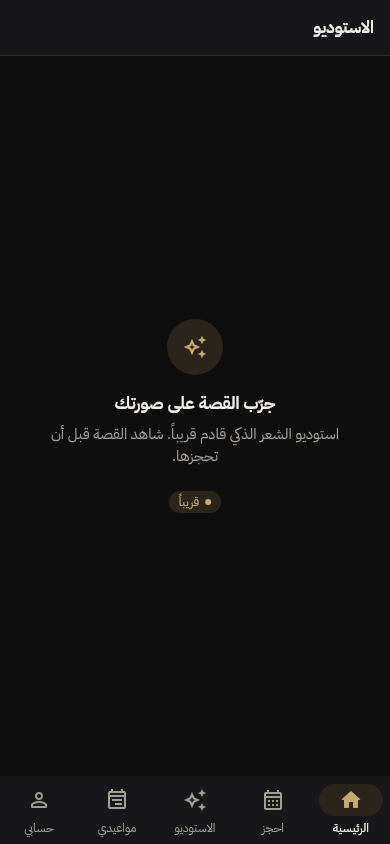 الاستوديو
جرّب القصة على صورتك
استوديو الشعر الذكي قادم قريباً. شاهد القصة قبل أن
تحجزها.
قريباً
الرئيسية
احجز
الاستوديو
مواعيدي
حسابي